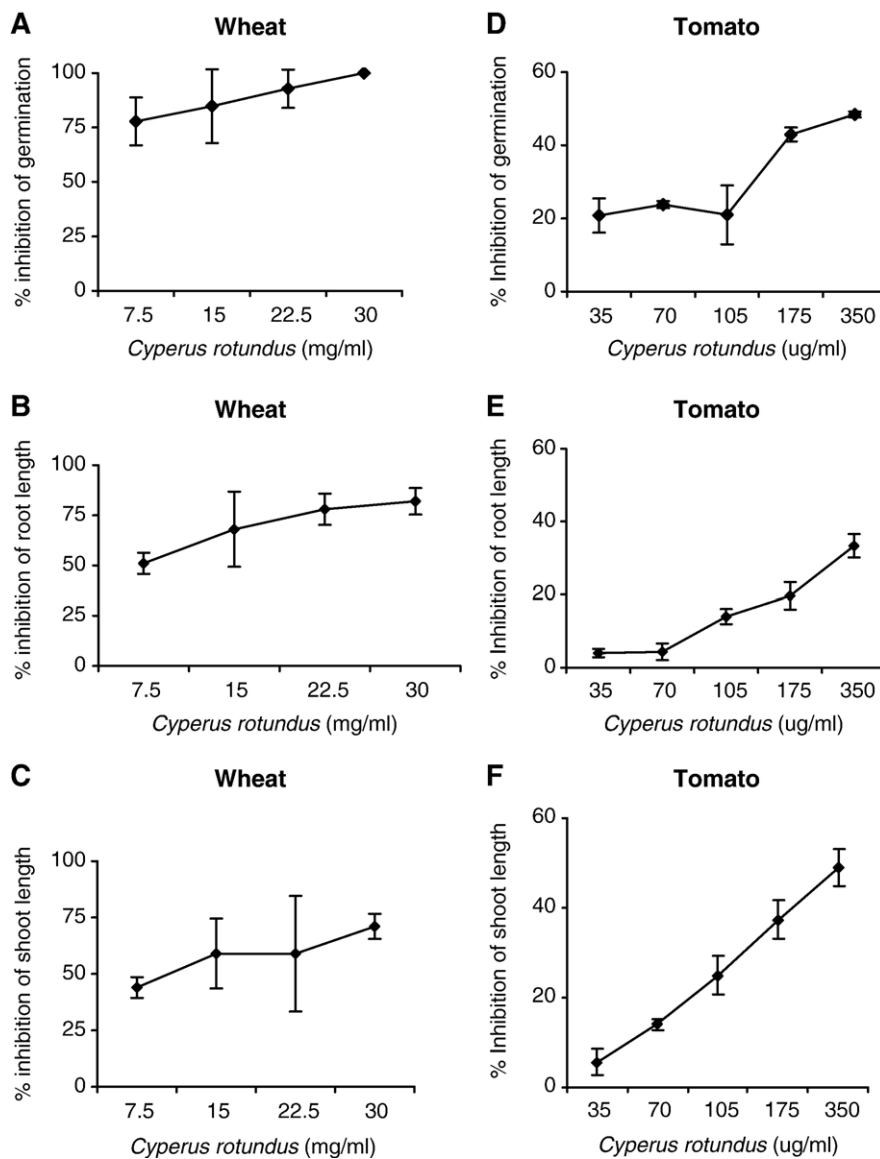 A
Wheat
% inhibition of germination
100
75
50
25
0
7.5 15 22.5 30
Cyperus rotundus (mg/ml)
D
Tomato
% Inhibition of germination
60
40
20
0
35 70 105 175 350
Cyperus rotundus (ug/ml)
B
Wheat
% inhibition of root length
100
75
50
25
0
7.5 15 22.5 30
Cyperus rotundus (mg/ml)
E
Tomato
% Inhibition of root length
60
40
20
0
35 70 105 175 350
Cyperus rotundus (ug/ml)
C
Wheat
% inhibition of shoot length
100
75
50
25
0
7.5 15 22.5 30
Cyperus rotundus (mg/ml)
F
Tomato
% Inhibition of shoot length
60
40
20
0
35 70 105 175 350
Cyperus rotundus (ug/ml)